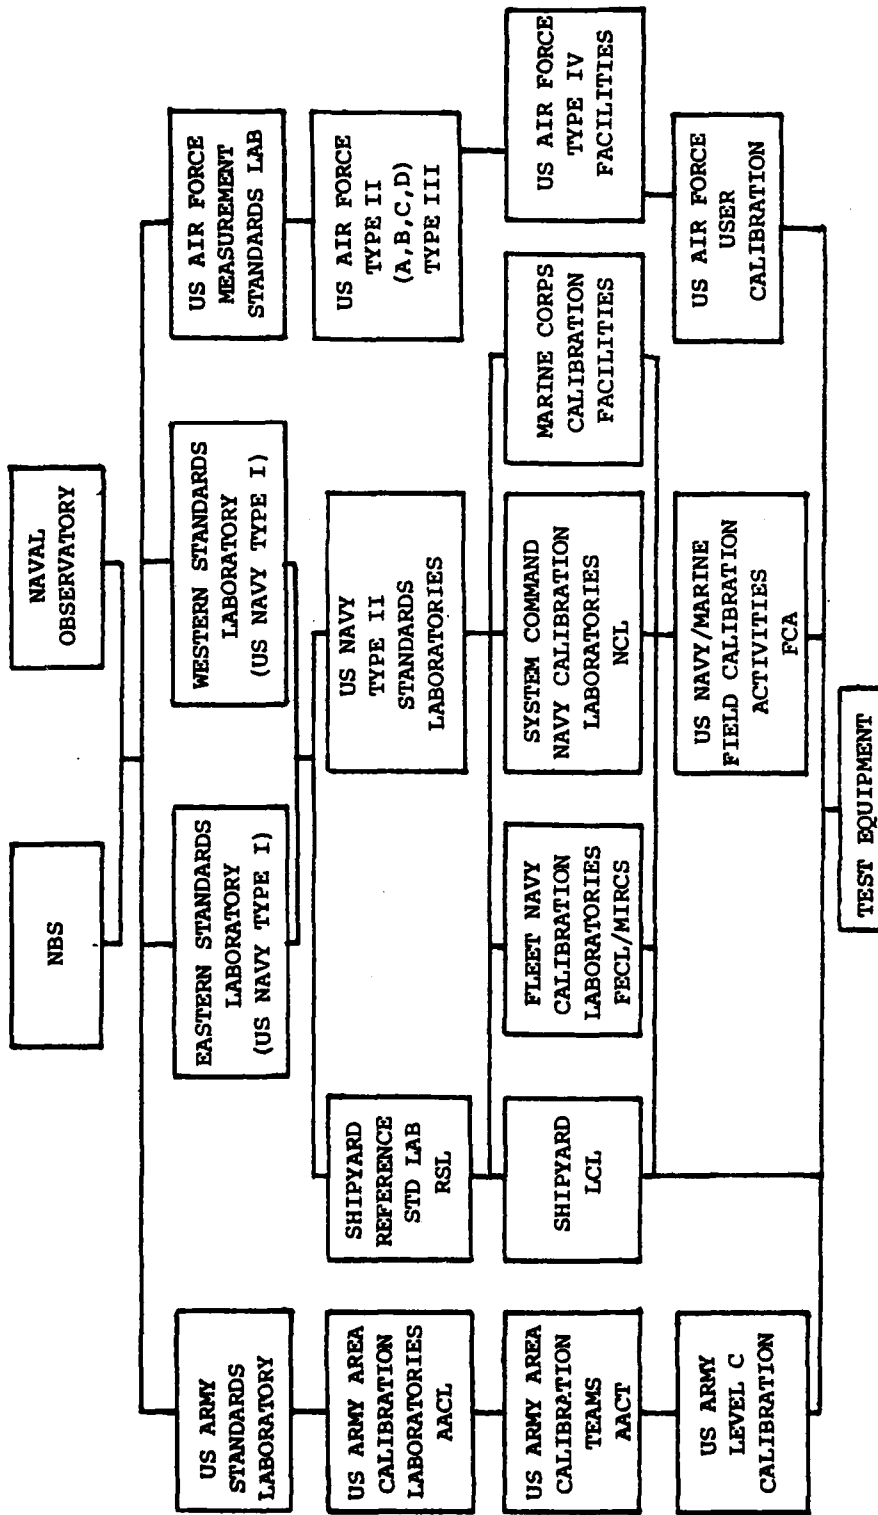 NBS
NAVAL
OBSERVATORY
US ARMY
STANDARDS
LABORATORY
EASTERN STANDARDS
LABORATORY
(US NAVY TYPE I)
WESTERN STANDARDS
LABORATORY
(US NAVY TYPE I)
US AIR FORCE
MEASUREMENT
STANDARDS LAB
US ARMY AREA
CALIBRATION
LABORATORIES
AACL
SHIPYARD
REFERENCE
STD LAB
RSL
US NAVY
TYPE II
STANDARDS
LABORATORIES
US AIR FORCE
TYPE II
(A,B,C,D)
TYPE III
US ARMY AREA
CALIBRATION
TEAMS
AACT
SHIPYARD
LCL
FLEET NAVY
CALIBRATION
LABORATORIES
FECL/MIRCS
SYSTEM COMMAND
NAVY CALIBRATION
LABORATORIES
NCL
MARINE CORPS
CALIBRATION
FACILITIES
US AIR FORCE
TYPE IV
FACILITIES
US ARMY
LEVEL C
CALIBRATION
US NAVY/MARINE
FIELD CALIBRATION
ACTIVITIES
FCA
US AIR FORCE
USER
CALIBRATION
TEST EQUIPMENT